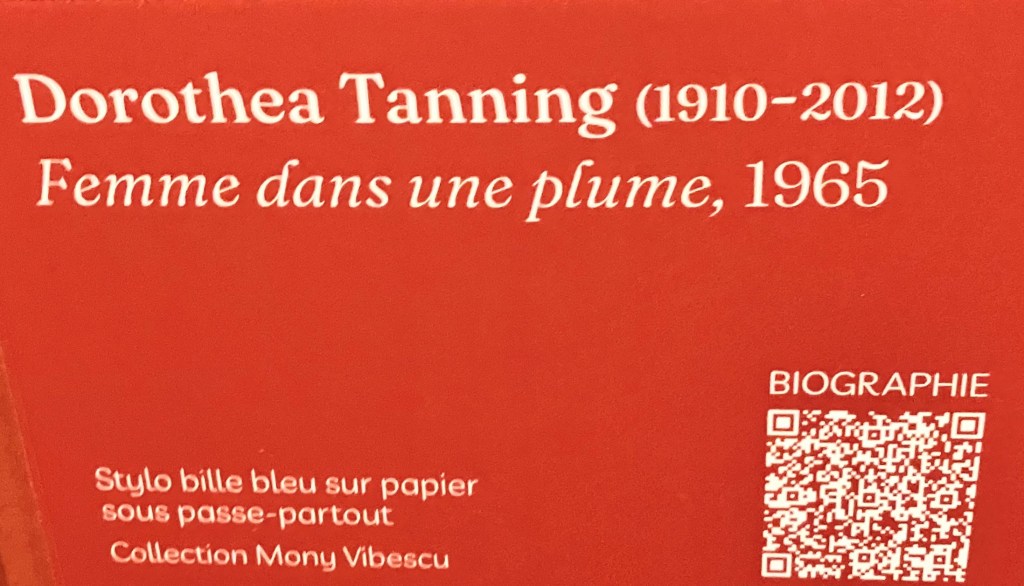 Dorothea Tanning (1910-2012)
Femme dans une plume, 1965
BIOGRAPHIE
Stylo bille bleu sur papier
sous passe-partout
Collection Mony Vibescu